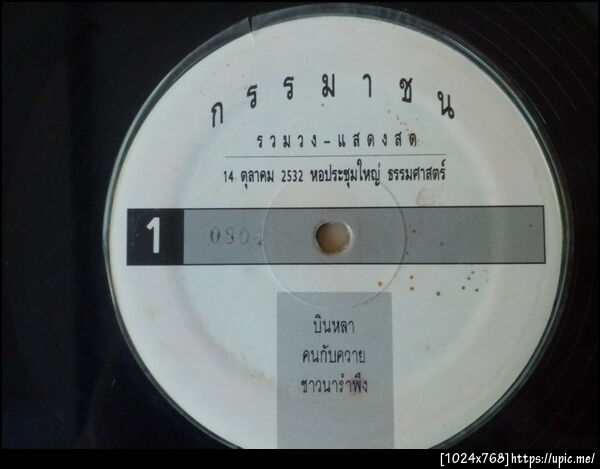 กรรมาชน
รวมวง-แสดงสด
14 ตุลาคม 2532 หอประชุมใหญ่ ธรรมศาสตร์
1
บินหลา
คนกับควาย
ชาวนารำพึง
[1024x768]https://upic.me/